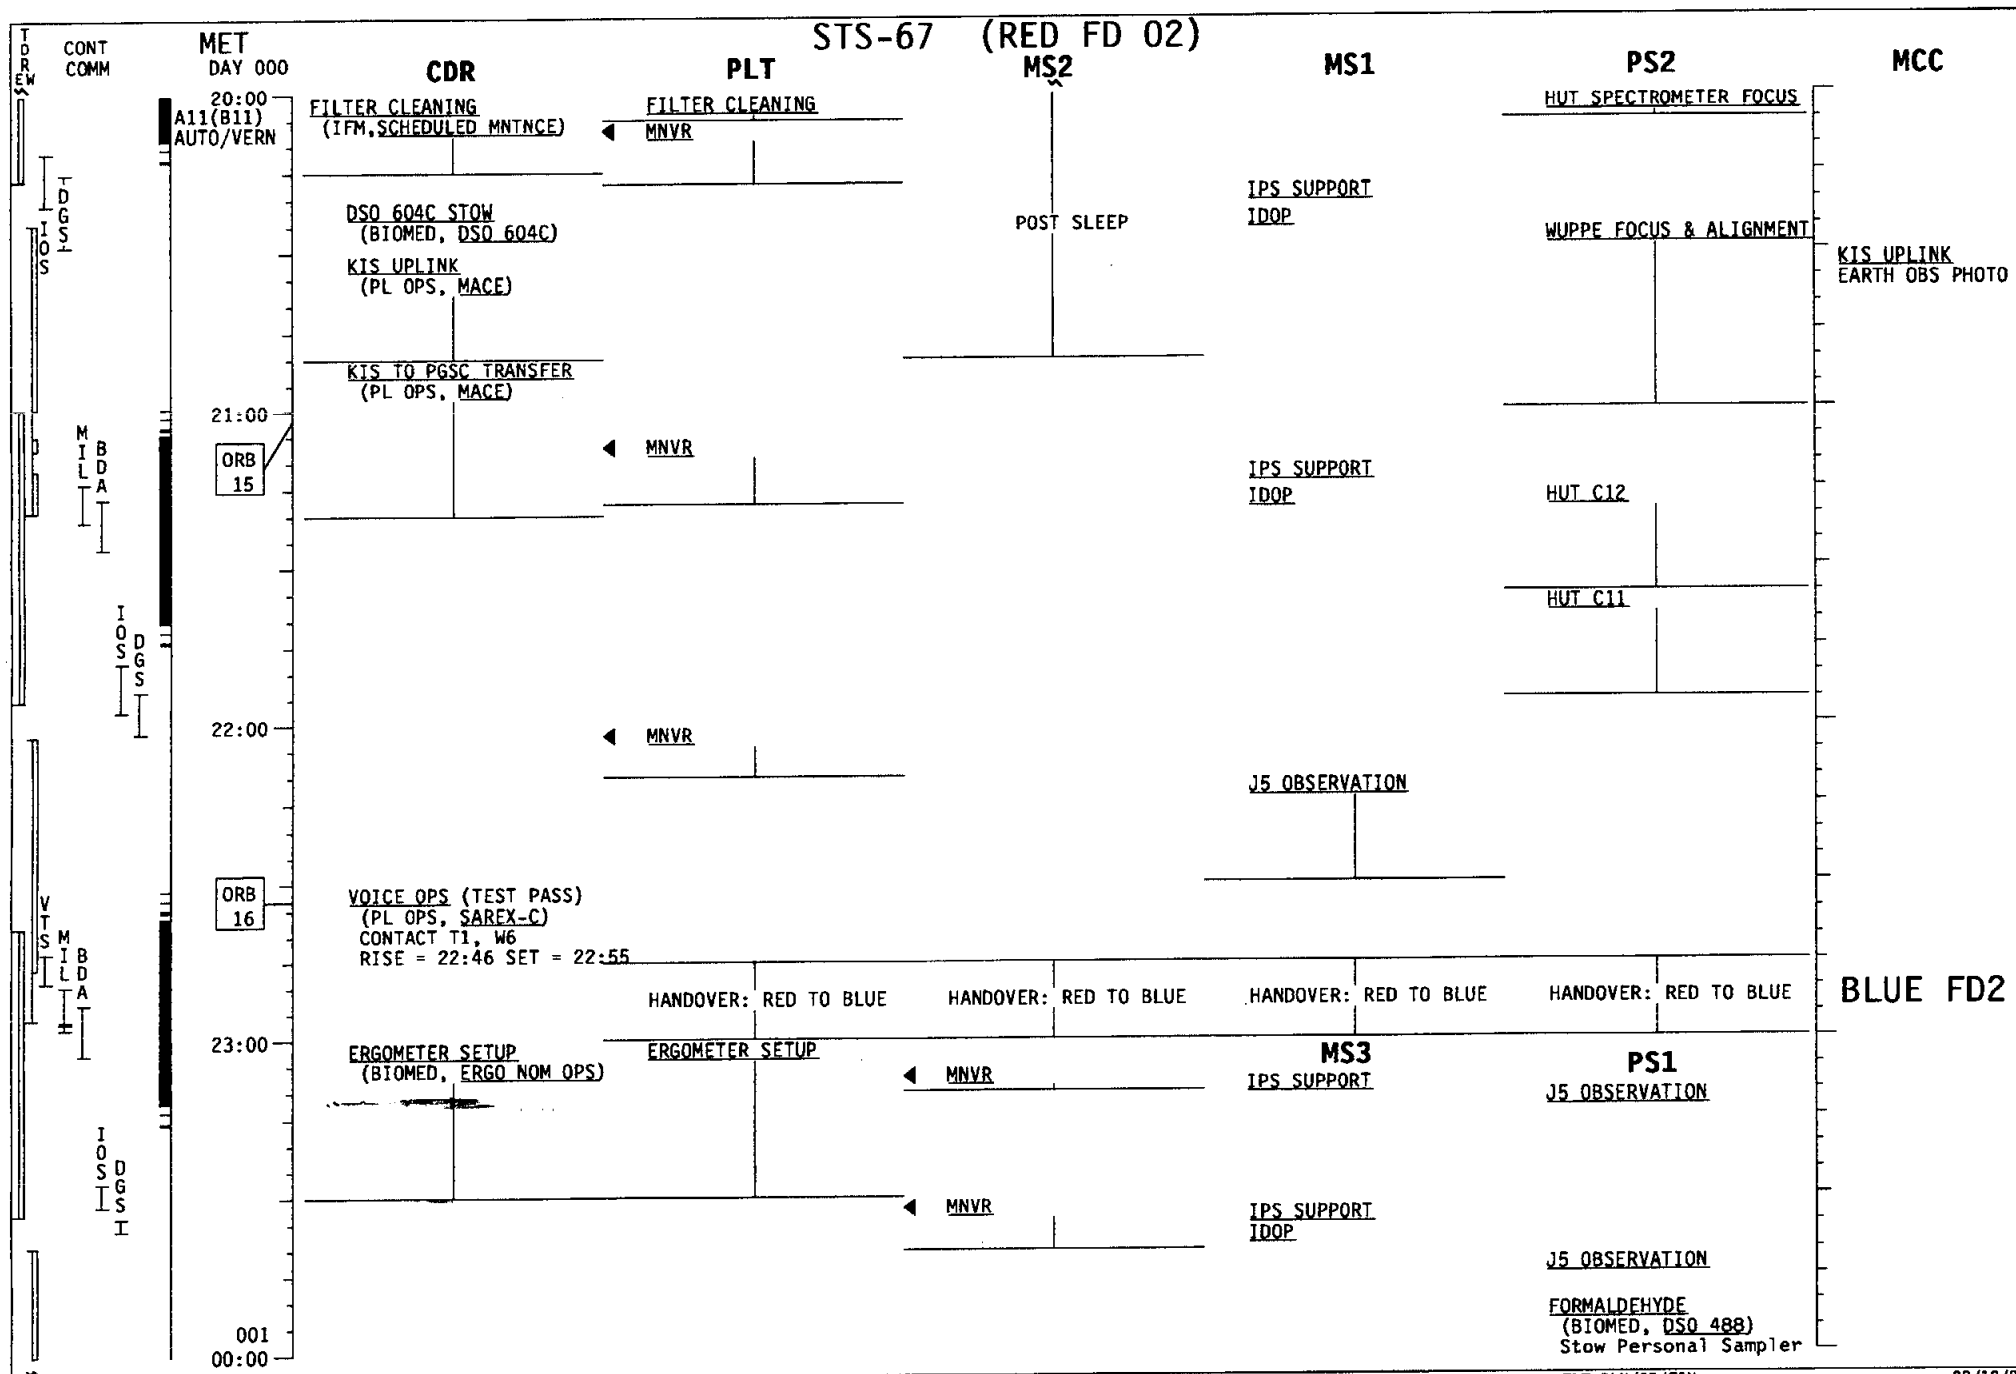 STS-67 (RED FD 02)
TDRS
E W
CONT
COMM
MET
DAY 000
CDR
PLT
MS2
MS1
PS2
MCC
20:00
A11(B11)
AUTO/VERN
FILTER CLEANING
(IFM,SCHEDULED MNTNCE)
FILTER CLEANING
MNVR
HUT SPECTROMETER FOCUS
DGS
IOS
DSO 604C STOW
(BIOMED, DSO 604C)
KIS UPLINK
(PL OPS, MACE)
POST SLEEP
IPS SUPPORT
IDOP
WUPPE FOCUS & ALIGNMENT
KIS UPLINK
EARTH OBS PHOTO
KIS TO PGSC TRANSFER
(PL OPS, MACE)
21:00
MIL
BDA
ORB
15
MNVR
IPS SUPPORT
IDOP
HUT C12
HUT C11
IOS
DGS
22:00
MNVR
J5 OBSERVATION
ORB
16
VTS
MIL
BDA
VOICE OPS (TEST PASS)
(PL OPS, SAREX-C)
CONTACT T1, W6
RISE = 22:46 SET = 22:55
HANDOVER: RED TO BLUE
HANDOVER: RED TO BLUE
HANDOVER: RED TO BLUE
HANDOVER: RED TO BLUE
BLUE FD2
23:00
ERGOMETER SETUP
(BIOMED, ERGO NOM OPS)
ERGOMETER SETUP
MNVR
MS3
IPS SUPPORT
PS1
J5 OBSERVATION
IOS
DGS
MNVR
IPS SUPPORT
IDOP
J5 OBSERVATION
FORMALDEHYDE
(BIOMED, DSO 488)
Stow Personal Sampler
001
00:00